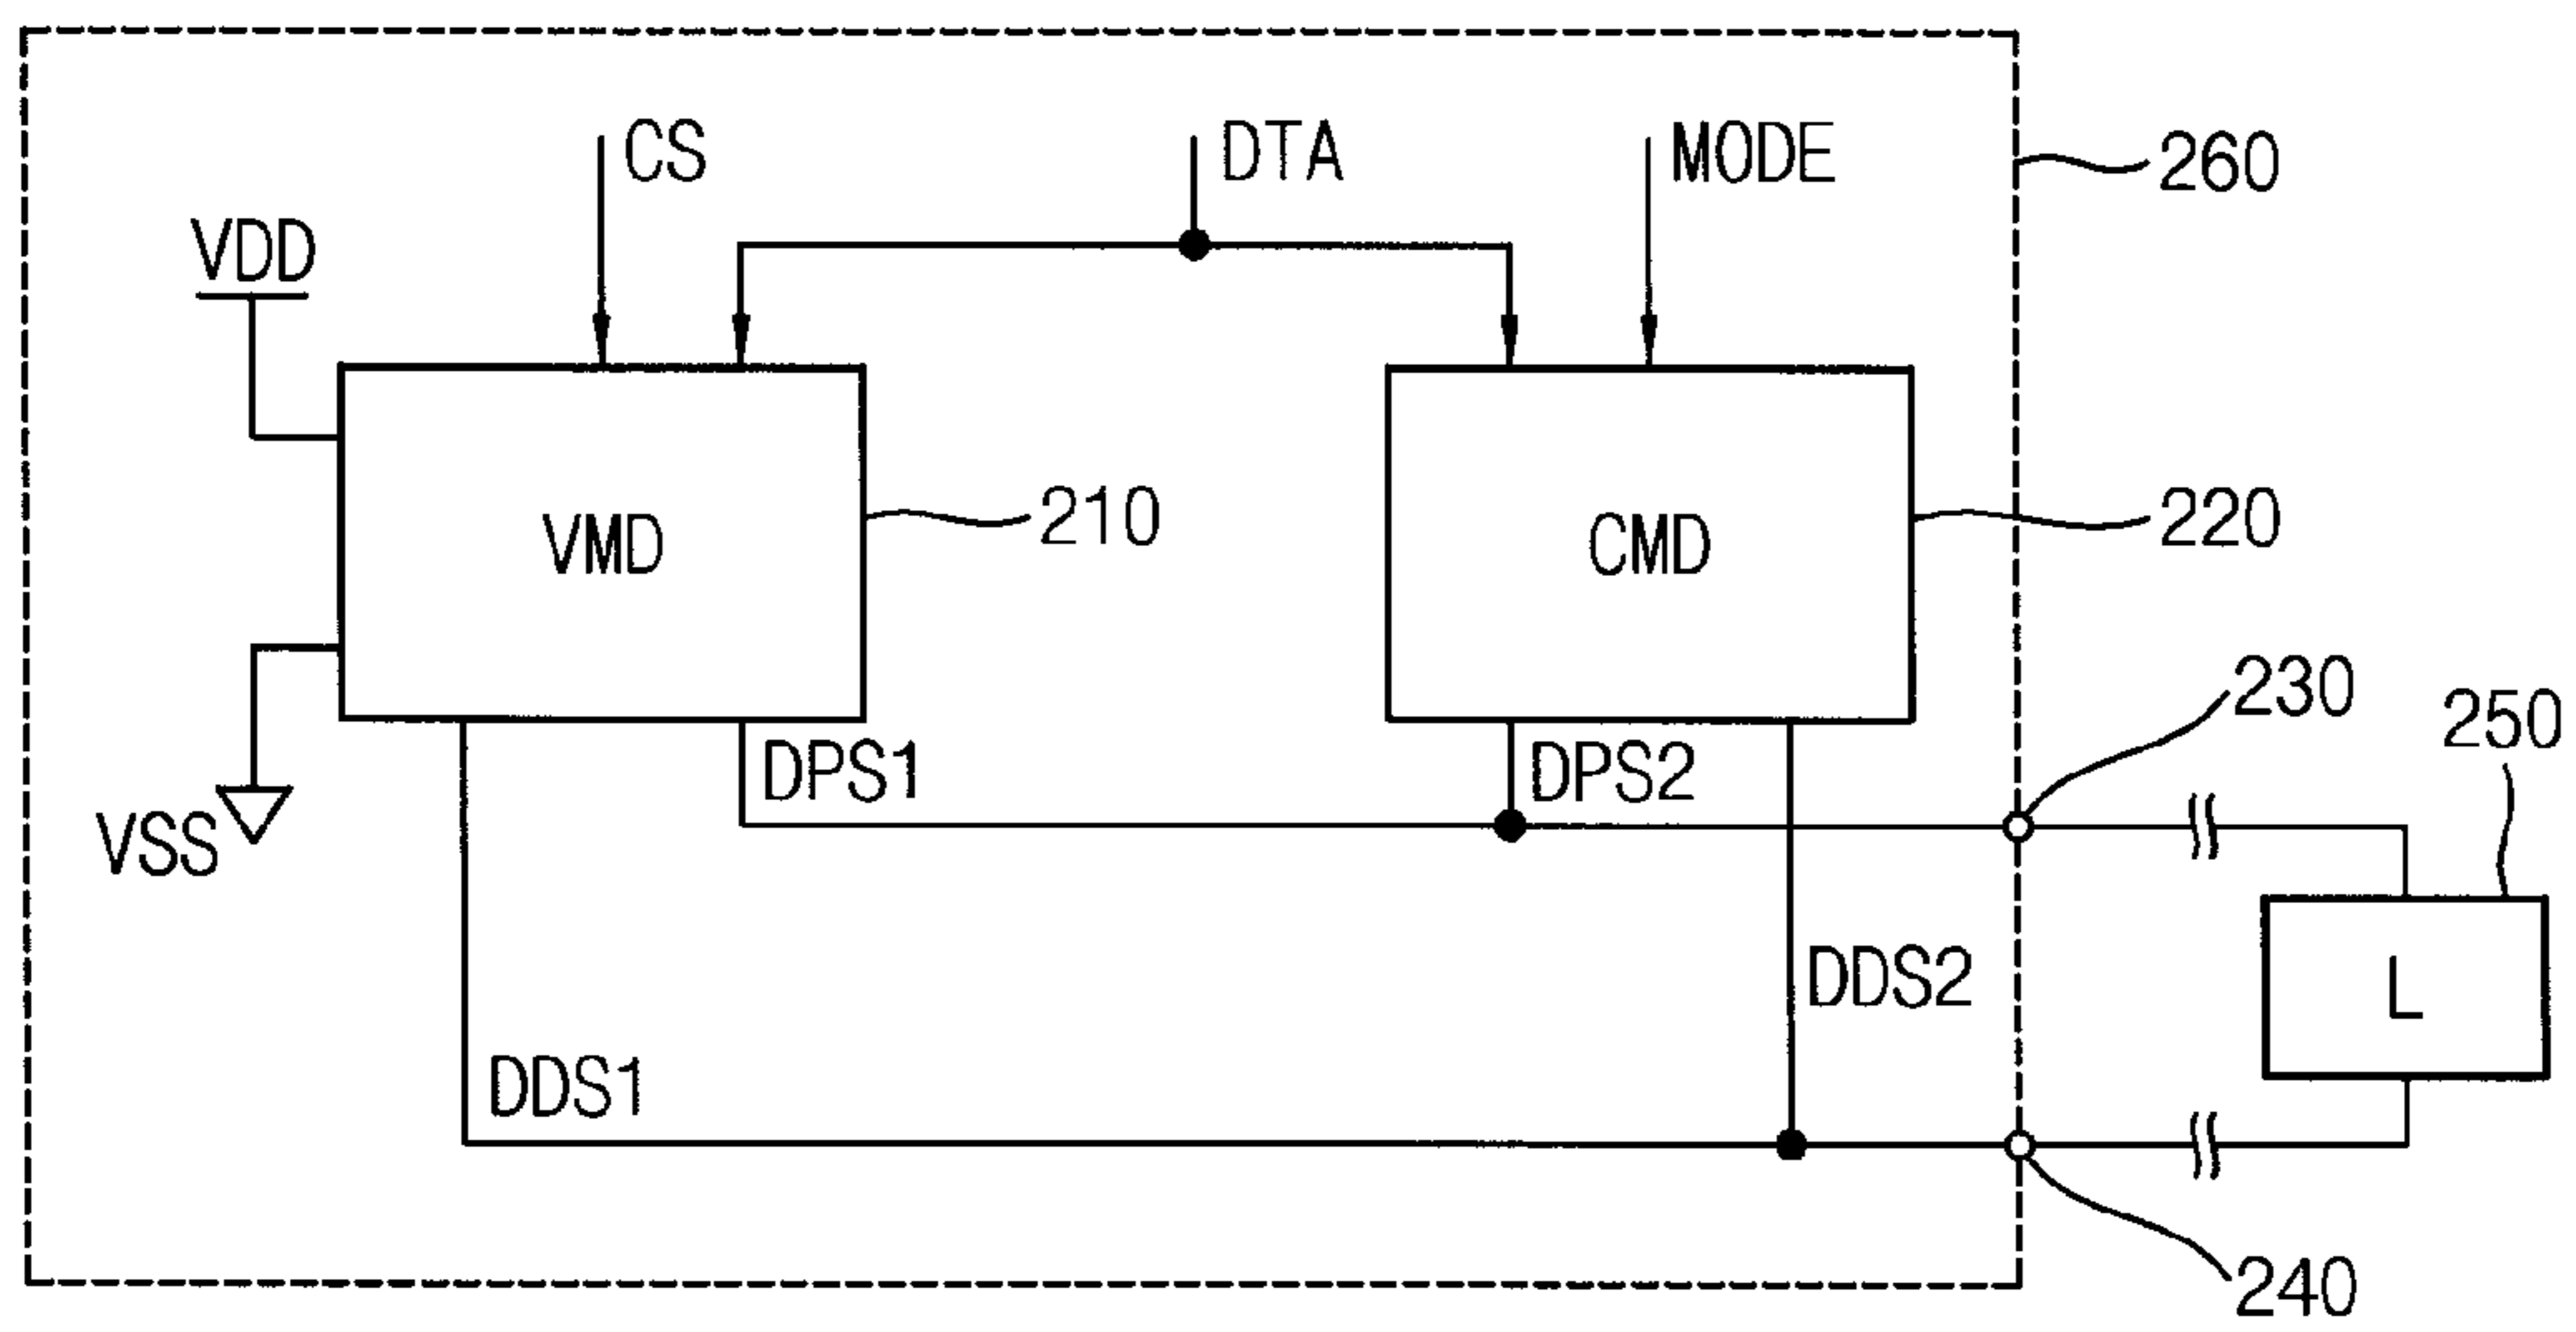 CS
DTA
MODE
260
VDD
VMD
210
CMD
220
230
250
DPS1
DPS2
VSS
DDS2
L
DDS1
240